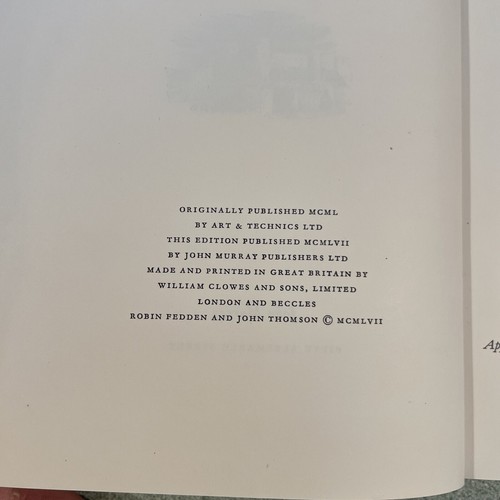 ORIGINALLY PUBLISHED MCML
BY ART & TECHNICS LTD
THIS EDITION PUBLISHED MCMLVII
BY JOHN MURRAY PUBLISHERS LTD
MADE AND PRINTED IN GREAT BRITAIN BY
WILLIAM CLOWES AND SONS, LIMITED
LONDON AND BECCLES
ROBIN FEDDEN AND JOHN THOMSON © MCMLVII